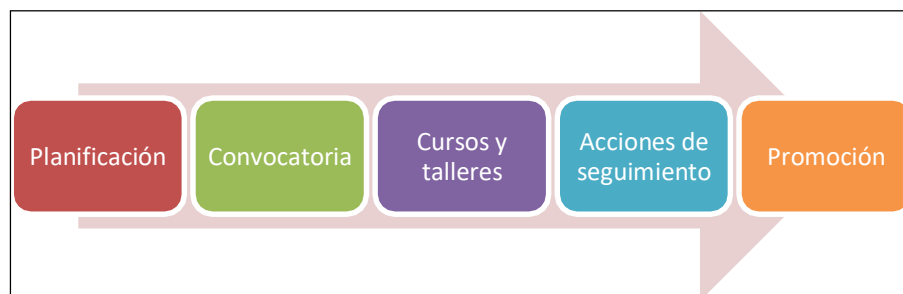 Planificación
Convocatoria
Cursos y
talleres
Acciones de
seguimiento
Promoción